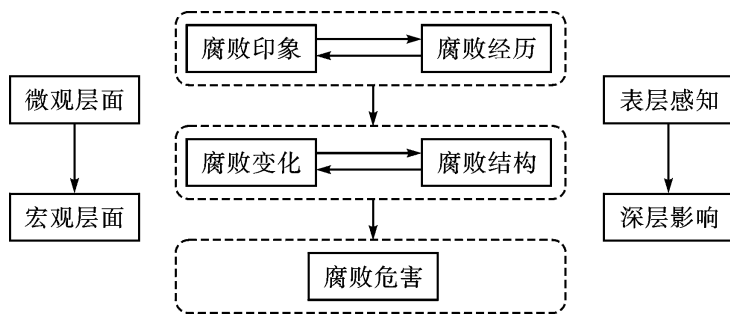 腐败印象
腐败经历
微观层面
表层感知
腐败变化
腐败结构
宏观层面
深层影响
腐败危害